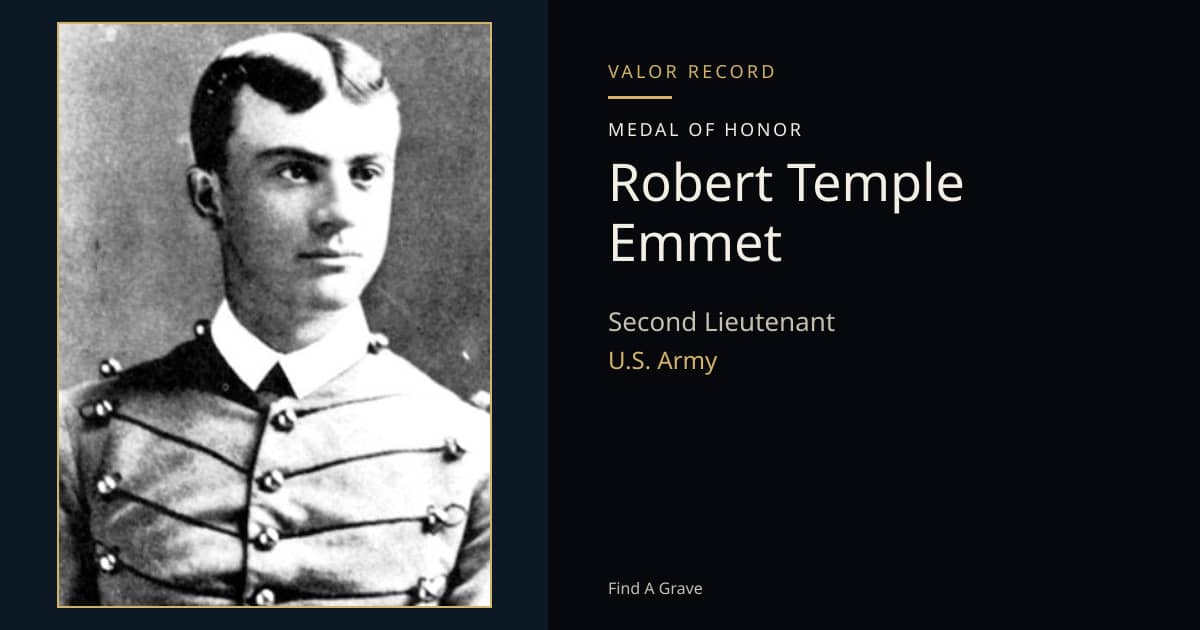 VALOR RECORD
MEDAL OF HONOR
Robert Temple
Emmet
Second Lieutenant
U.S. Army
Find A Grave